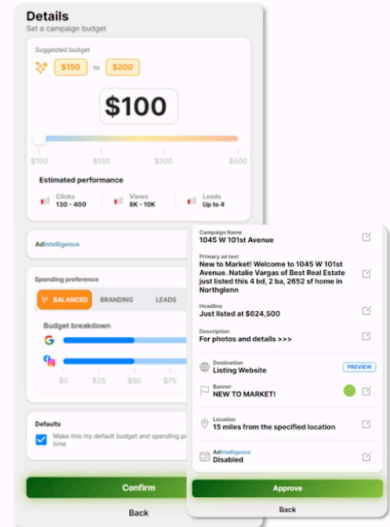 Details
Set a campaign budget
Suggested budget
$150 to $200
$100
$100 $150 $200 $300
Estimated performance
Clicks
130 - 400
Views
8K - 10K
Leads
Up to 4
AdIntelligence
Spending preference
BALANCED BRANDING LEADS
Budget breakdown
$0 $25 $50 $75
Defaults
Make this my default budget and spending
time
Confirm
Back
Campaign Name
1045 W 101st Avenue
Primary ad text
New to Market! Welcome to 1045 W 101st
Avenue. Natalie Vargas of Best Real Estate
just listed this 4 bd, 2 ba, 2652 sf home in
Northglenn
Headline
Just listed at $624,500
Description
For photos and details >>>
Destination
Listing Website
PREVIEW
Banner
NEW TO MARKET!
Location
15 miles from the specified location
AdIntelligence
Disabled
Approve
Back